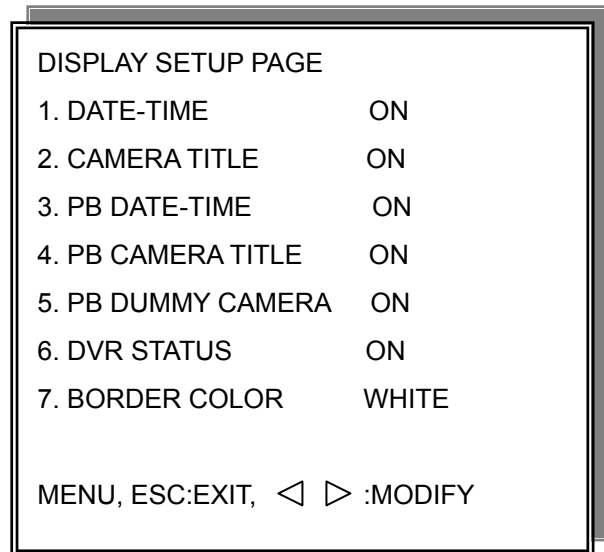 DISPLAY SETUP PAGE
1. DATE-TIME ON
2. CAMERA TITLE ON
3. PB DATE-TIME ON
4. PB CAMERA TITLE ON
5. PB DUMMY CAMERA ON
6. DVR STATUS ON
7. BORDER COLOR WHITE
MENU, ESC:EXIT, ◁ ▷ :MODIFY